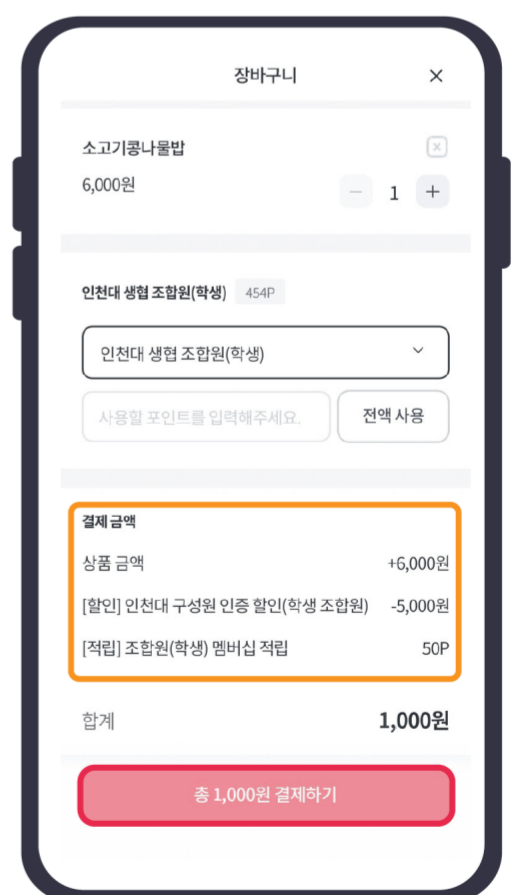 장바구니 ×
소고기콩나물밥
6,000원 − 1 +
인천대 생협 조합원(학생) 454P
인천대 생협 조합원(학생)
사용할 포인트를 입력해주세요. 전액 사용
결제 금액
상품 금액 +6,000원
[할인] 인천대 구성원 인증 할인(학생 조합원) -5,000원
[적립] 조합원(학생) 멤버십 적립 50P
합계 1,000원
총 1,000원 결제하기